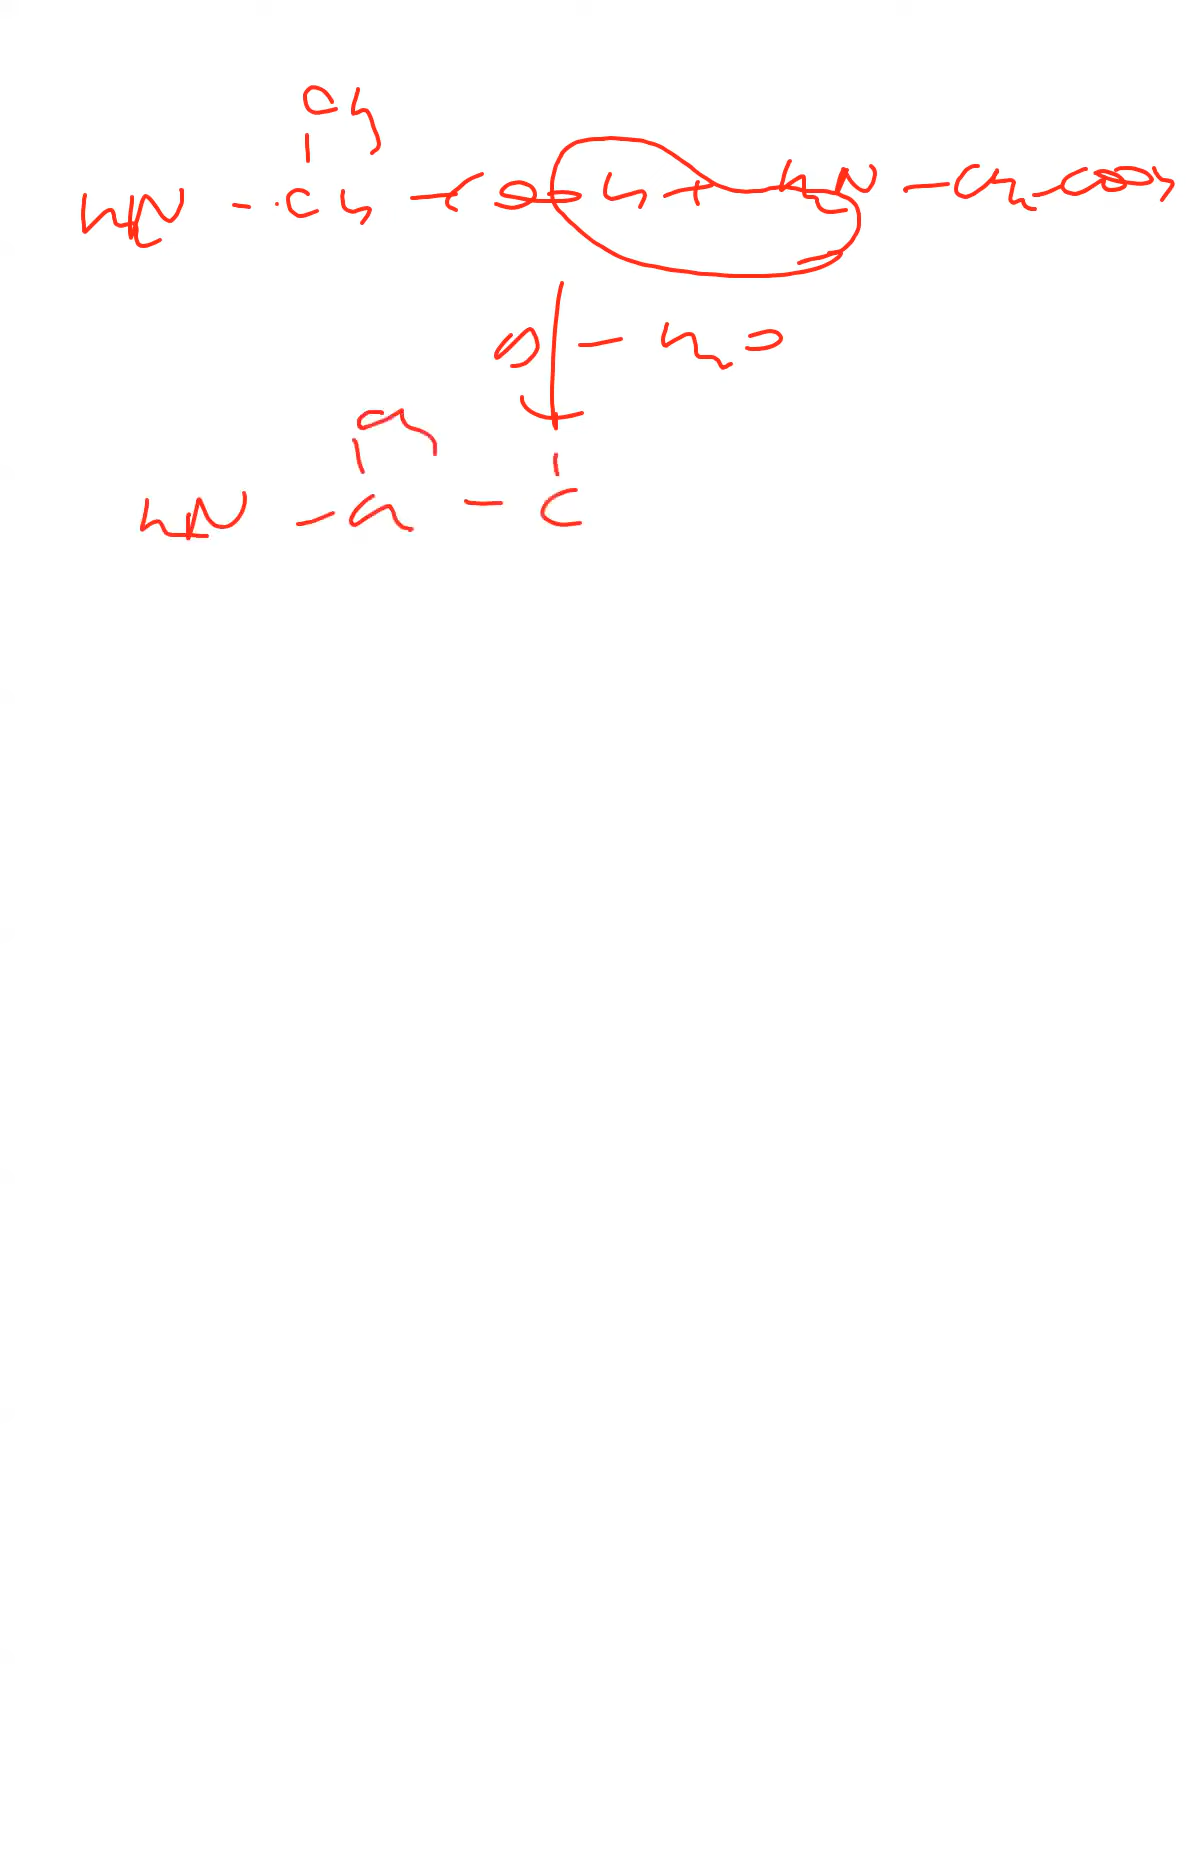 CH3
H2N - CH - COOH + H2N - CH2 - COOH
O - H2O
CH3
H2N - CH - C